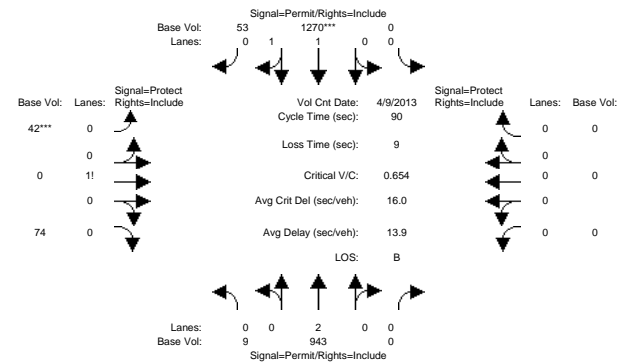 Signal=Permit/Rights=Include
Base Vol: 53 1270*** 0
Lanes: 0 1 1 0 0
Signal=Protect Signal=Protect
Base Vol: Lanes: Rights=Include Vol Cnt Date: 4/9/2013 Rights=Include Lanes: Base Vol:
Cycle Time (sec): 90
42*** 0 0 0
Loss Time (sec): 9
0 0
0 1! Critical V/C: 0.654 0 0
0 Avg Crit Del (sec/veh): 16.0 0
74 0 Avg Delay (sec/veh): 13.9 0 0
LOS: B
Lanes: 0 0 2 0 0
Base Vol: 9 943 0
Signal=Permit/Rights=Include